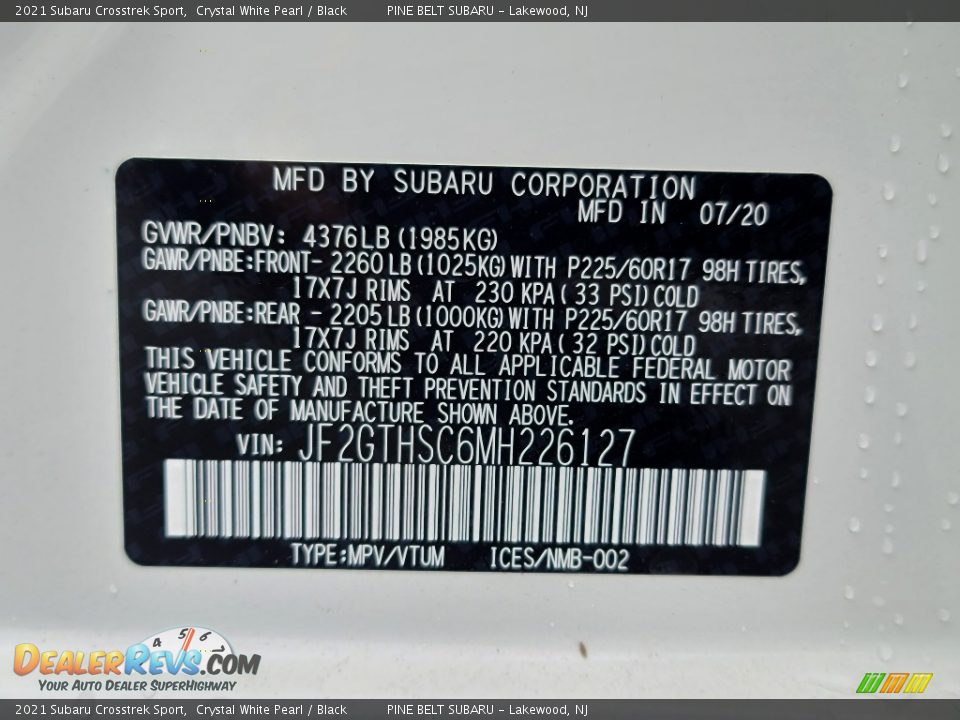 2021 Subaru Crosstrek Sport, Crystal White Pearl / Black PINE BELT SUBARU - Lakewood, NJ
MFD BY SUBARU CORPORATION
MFD IN 07/20
GVWR/PNBV: 4376LB (1985KG)
GAWR/PNBE:FRONT- 2260 LB (1025KG) WITH P225/60R17 98H TIRES,
17X7J RIMS AT 230 KPA ( 33 PSI) COLD
GAWR/PNBE:REAR - 2205 LB (1000KG) WITH P225/60R17 98H TIRES,
17X7J RIMS AT 220 KPA ( 32 PSI) COLD
THIS VEHICLE CONFORMS TO ALL APPLICABLE FEDERAL MOTOR
VEHICLE SAFETY AND THEFT PREVENTION STANDARDS IN EFFECT ON
THE DATE OF MANUFACTURE SHOWN ABOVE.
VIN: JF2GTHSC6MH226127
TYPE:MPV/VTUM ICES/NMB-002
4 5 6
DEALERREVS.COM
YOUR AUTO DEALER SUPERHIGHWAY
2021 Subaru Crosstrek Sport, Crystal White Pearl / Black PINE BELT SUBARU - Lakewood, NJ